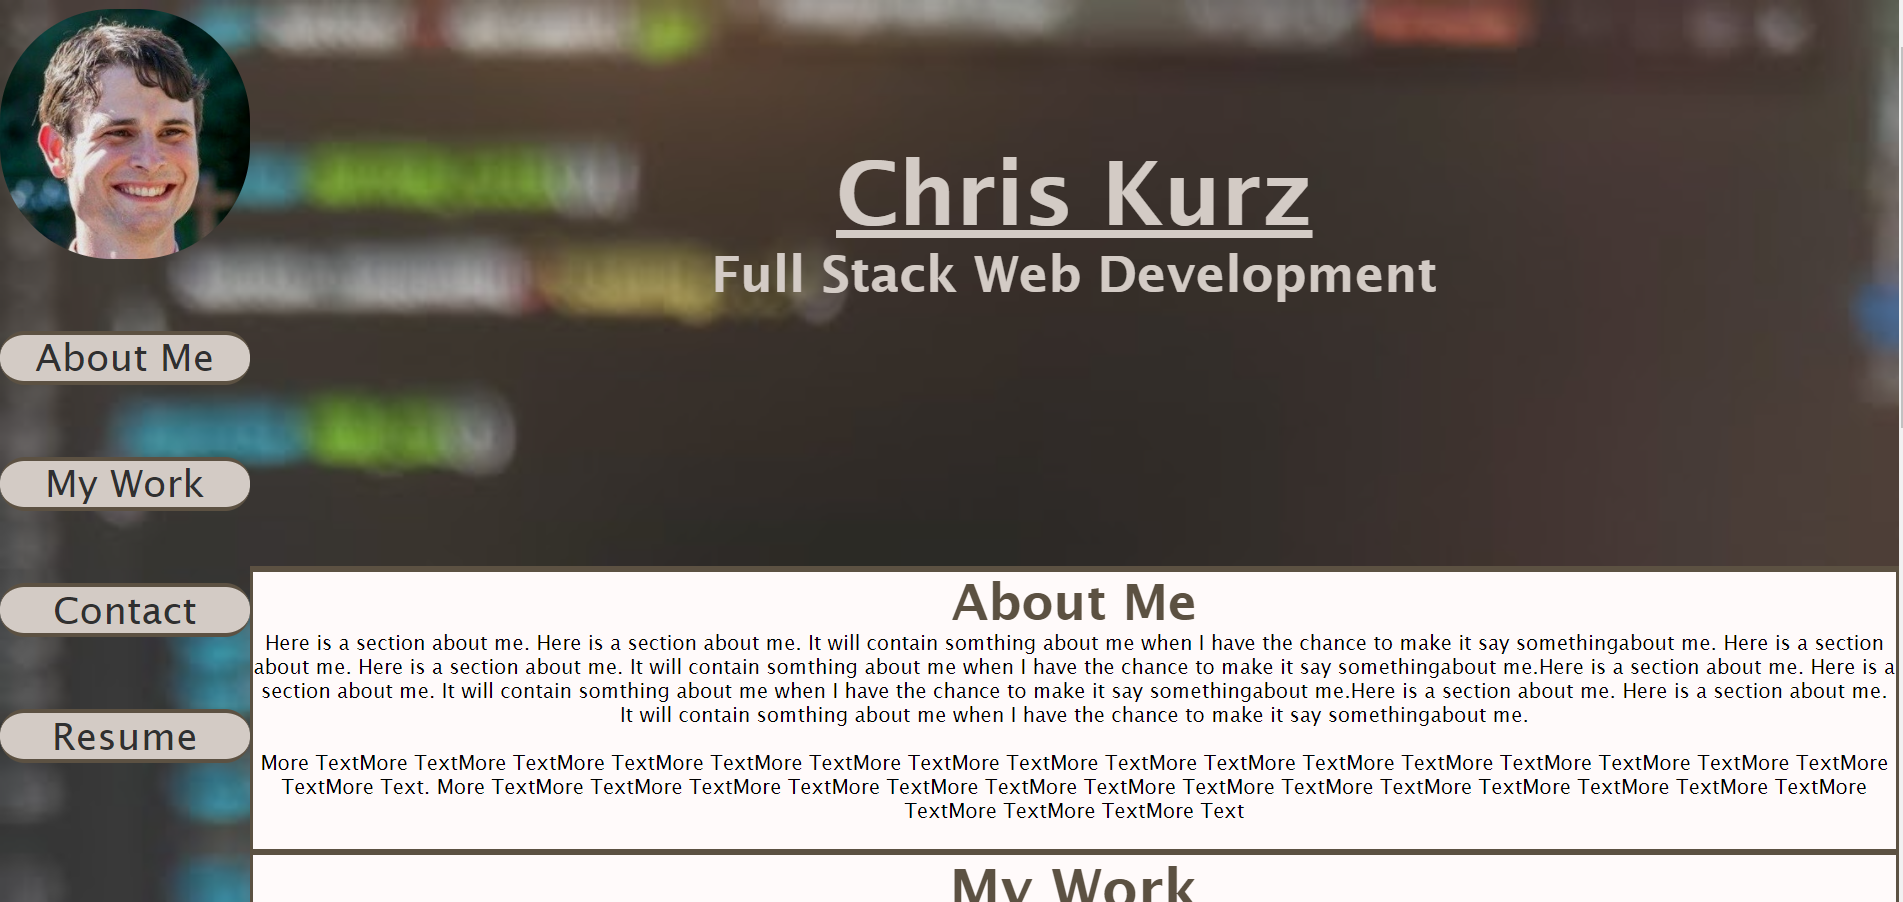 Chris Kurz
Full Stack Web Development
About Me
My Work
Contact
Resume
About Me
Here is a section about me. Here is a section about me. It will contain somthing about me when I have the chance to make it say somethingabout me. Here is a section
about me. Here is a section about me. It will contain somthing about me when I have the chance to make it say somethingabout me.Here is a section about me. Here is a
section about me. It will contain somthing about me when I have the chance to make it say somethingabout me.Here is a section about me. Here is a section about me.
It will contain somthing about me when I have the chance to make it say somethingabout me.
More TextMore TextMore TextMore TextMore TextMore TextMore TextMore TextMore TextMore TextMore TextMore TextMore TextMore TextMore TextMore TextMore
TextMore Text. More TextMore TextMore TextMore TextMore TextMore TextMore TextMore TextMore TextMore TextMore TextMore TextMore TextMore TextMore
TextMore TextMore TextMore Text
My Work